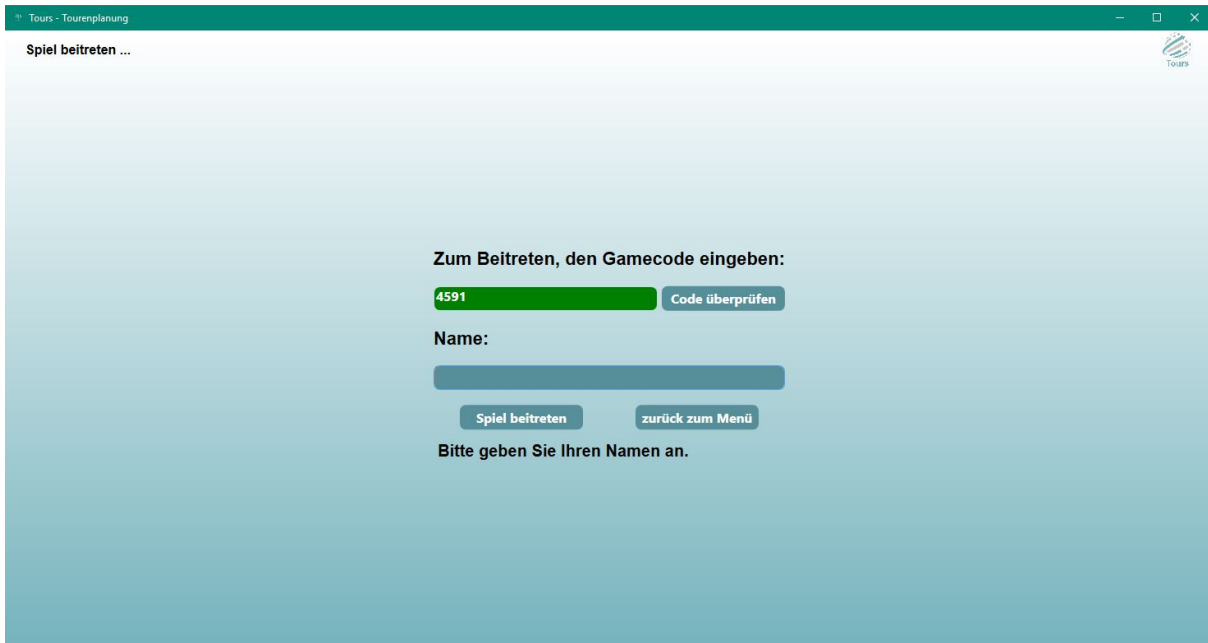 Tours - Tourenplanung
Spiel beitreten ...
Tours
Zum Beitreten, den Gamecode eingeben:
4591 Code überprüfen
Name:
Spiel beitreten zurück zum Menü
Bitte geben Sie Ihren Namen an.